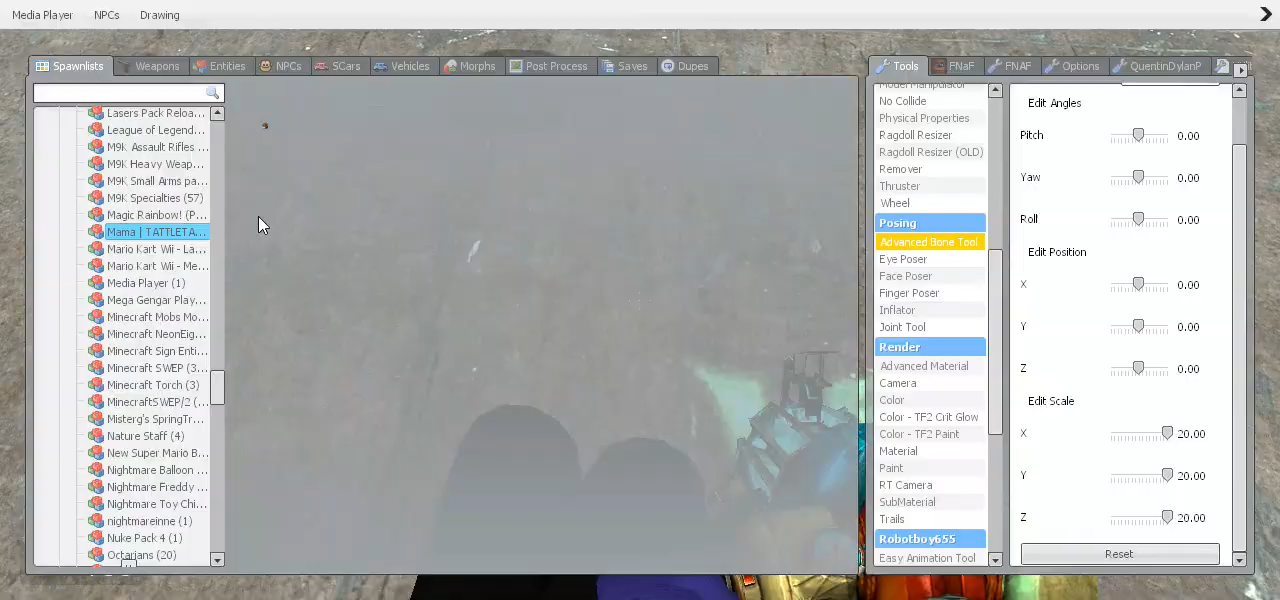 Media Player NPCs Drawing
Spawnlists Weapons Entities NPCs SCars Vehicles Morphs Post Process Saves Dupes
Lasers Pack Reloa...
League of Legend...
M9K Assault Rifles ...
M9K Heavy Weap...
M9K Small Arms pa...
M9K Specialties (57)
Magic Rainbow! (P...
Mama | TATTLETA...
Mario Kart Wii - La...
Mario Kart Wii - Me...
Media Player (1)
Mega Gengar Play...
Minecraft Mobs Mo...
Minecraft NeonEig...
Minecraft Sign Enti...
Minecraft SWEP (3...
Minecraft Torch (3)
MinecraftSWEP/2 (...
Misterg's SpringTr...
Nature Staff (4)
New Super Mario B...
Nightmare Balloon ...
Nightmare Freddy ...
Nightmare Toy Chi...
nightmareinne (1)
Nuke Pack 4 (1)
Octarians (20)
Tools FNaF FNAF Options QuentinDylanP
Model Manipulator
No Collide
Physical Properties
Ragdoll Resizer
Ragdoll Resizer (OLD)
Remover
Thruster
Wheel
Posing
Advanced Bone Tool
Eye Poser
Face Poser
Finger Poser
Inflator
Joint Tool
Render
Advanced Material
Camera
Color
Color - TF2 Crit Glow
Color - TF2 Paint
Material
Paint
RT Camera
SubMaterial
Trails
Robotboy655
Easy Animation Tool
Edit Angles
Pitch 0.00
Yaw 0.00
Roll 0.00
Edit Position
X 0.00
Y 0.00
Z 0.00
Edit Scale
X 20.00
Y 20.00
Z 20.00
Reset